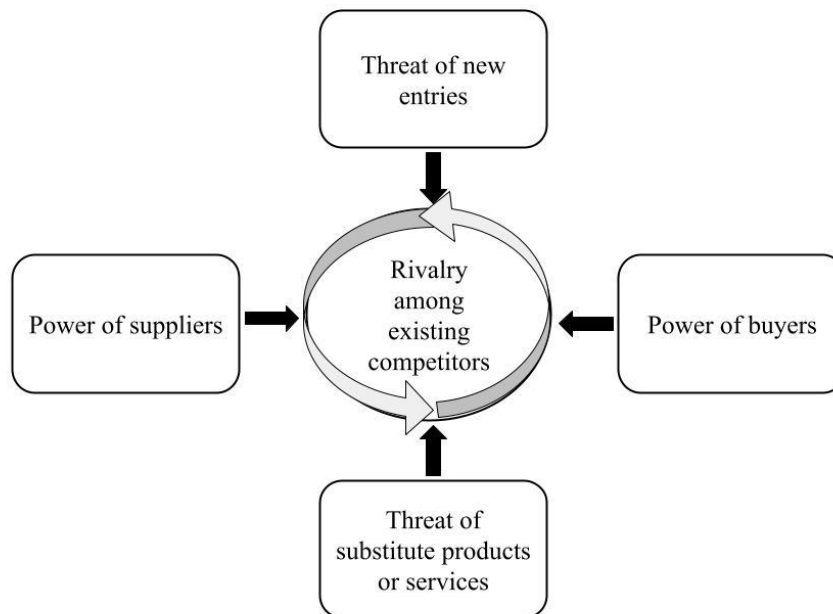 Threat of new
entries
Rivalry
among
existing
competitors
Power of suppliers
Power of buyers
Threat of
substitute products
or services